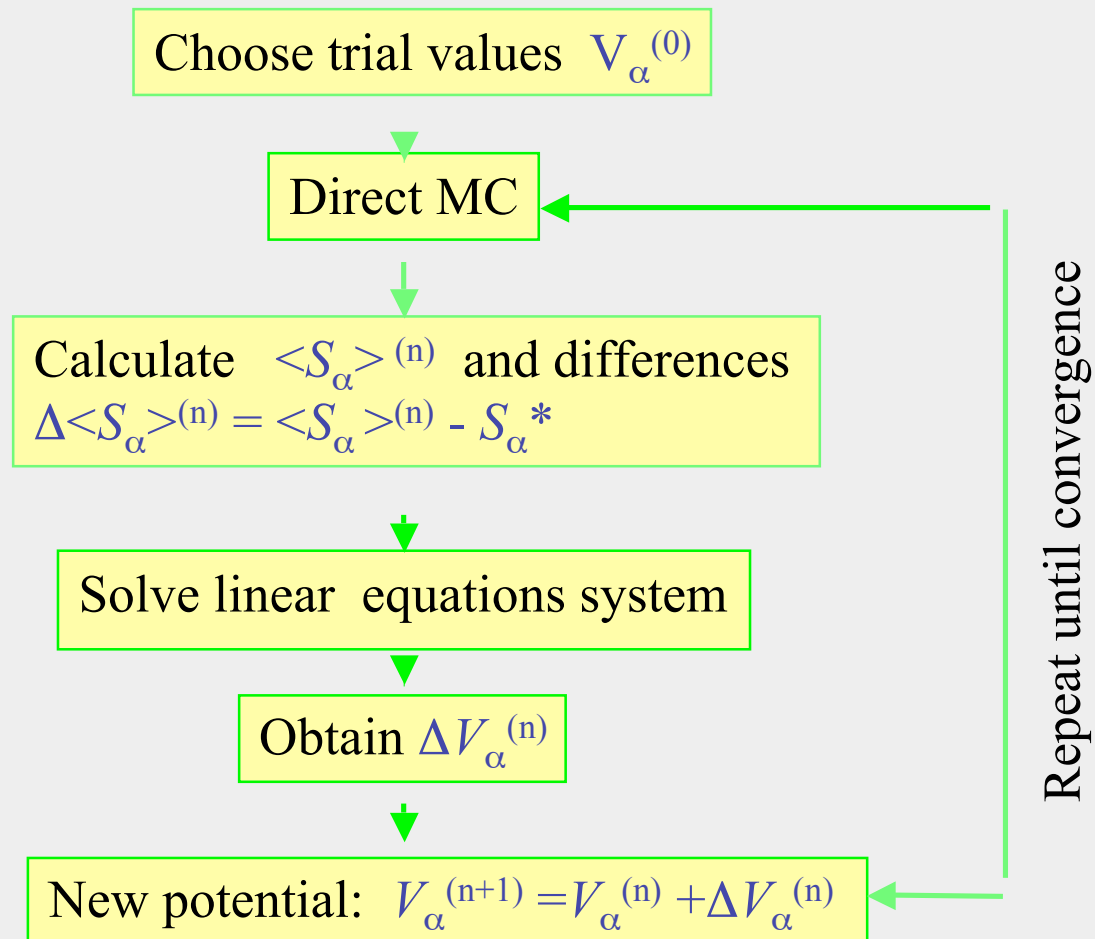 Choose trial values V_α^(0)
Direct MC
Calculate <S_α>^(n) and differences
Δ<S_α>^(n) = <S_α>^(n) - S_α*
Solve linear equations system
Obtain ΔV_α^(n)
New potential: V_α^(n+1) =V_α^(n) +ΔV_α^(n)
Repeat until convergence